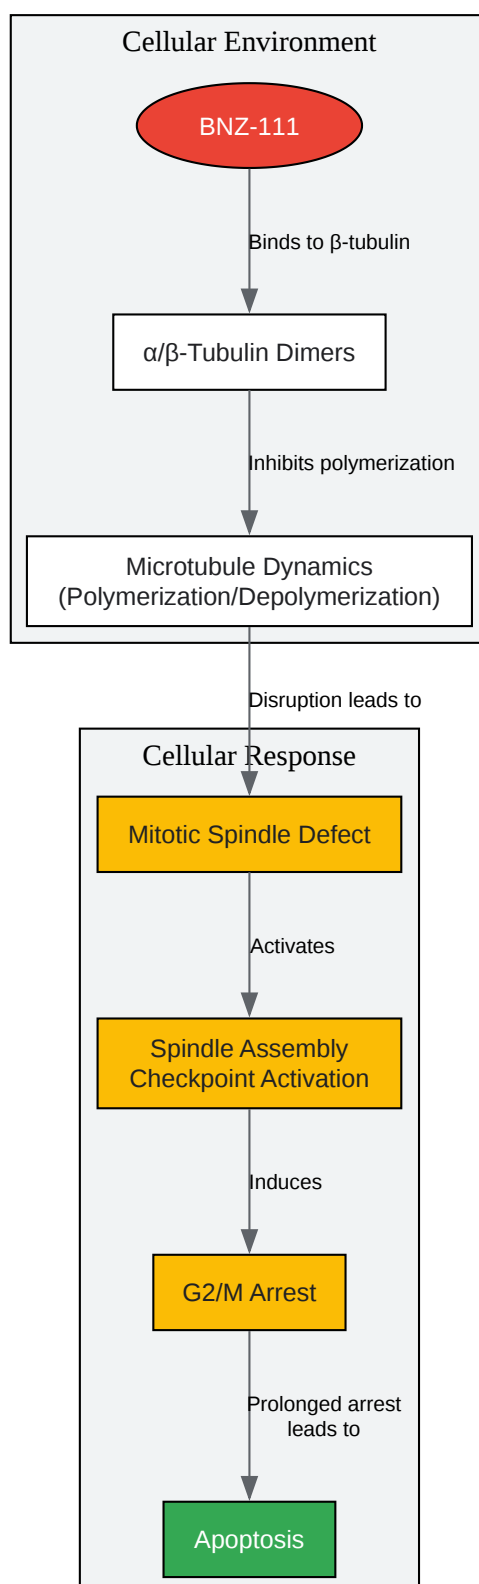 Cellular Environment
BNZ-111
Binds to β-tubulin
α/β-Tubulin Dimers
Inhibits polymerization
Microtubule Dynamics
(Polymerization/Depolymerization)
Disruption leads to
Cellular Response
Mitotic Spindle Defect
Activates
Spindle Assembly
Checkpoint Activation
Induces
G2/M Arrest
Prolonged arrest
leads to
Apoptosis